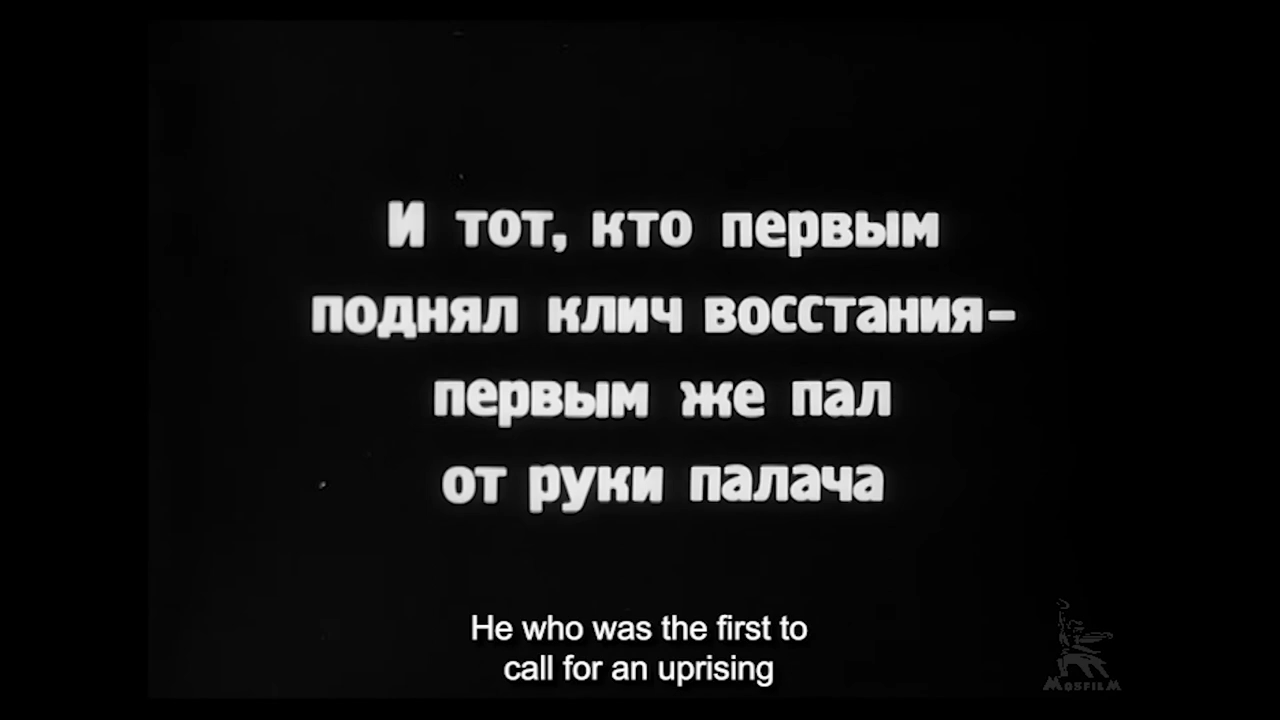 И тот, кто первым
поднял клич восстания–
первым же пал
от руки палача
He who was the first to
call for an uprising
MOSFILM